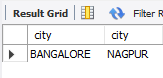 Result Grid Filter R
city city
BANGALORE NAGPUR